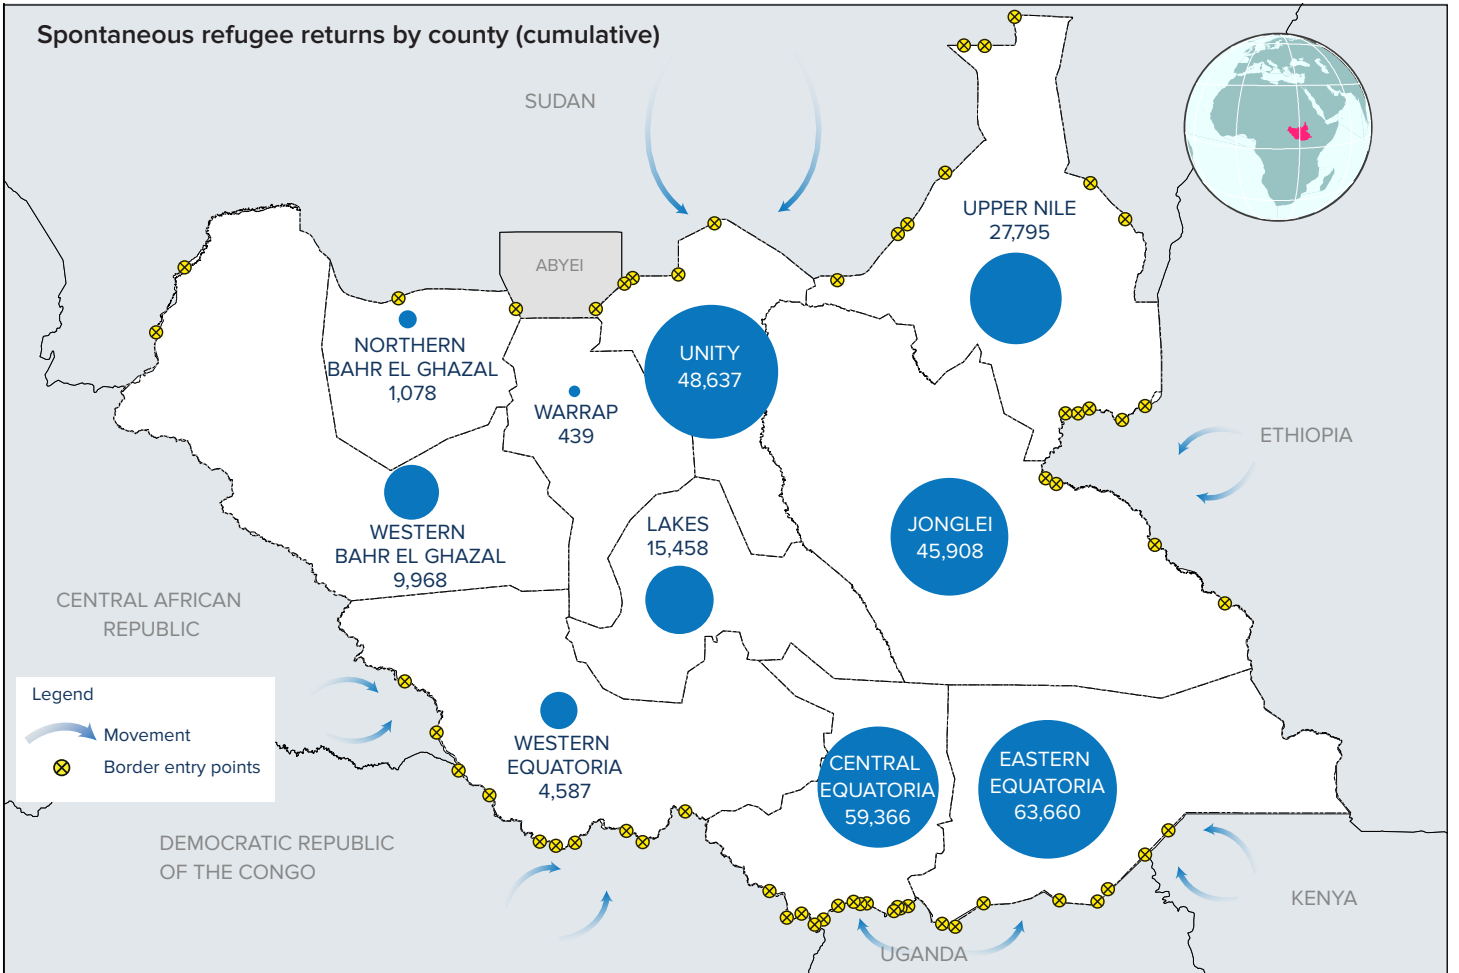 Spontaneous refugee returns by county (cumulative)
SUDAN
UPPER NILE
27,795
ABYEI
NORTHERN
BAHR EL GHAZAL
1,078
UNITY
48,637
WARRAP
439
ETHIOPIA
WESTERN
BAHR EL GHAZAL
9,968
LAKES
15,458
JONGLEI
45,908
CENTRAL AFRICAN
REPUBLIC
Legend
Movement
Border entry points
WESTERN
EQUATORIA
4,587
CENTRAL
EQUATORIA
59,366
EASTERN
EQUATORIA
63,660
DEMOCRATIC REPUBLIC
OF THE CONGO
KENYA
UGANDA